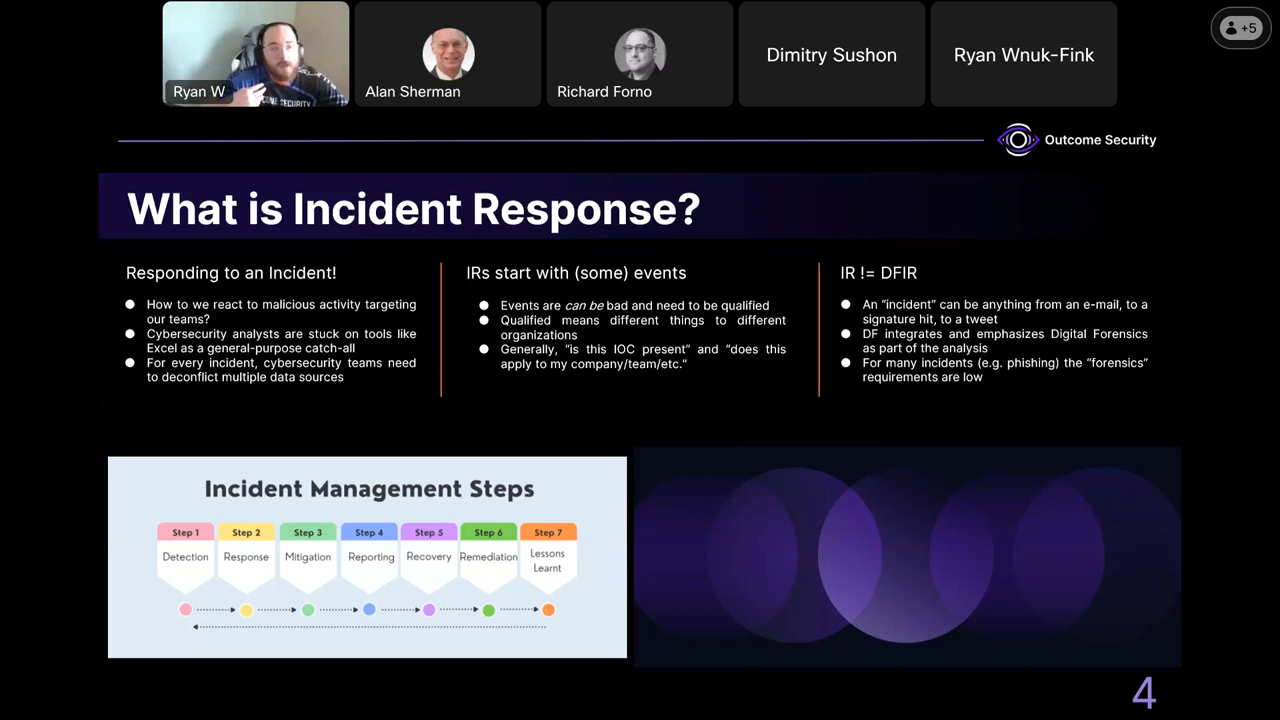 Ryan W
Alan Sherman
Richard Forno
Dimitry Sushon
Ryan Wnuk-Fink
+5
COME SECURITY
Outcome Security
What is Incident Response?
Responding to an Incident!
How to we react to malicious activity targeting
our teams?
Cybersecurity analysts are stuck on tools like
Excel as a general-purpose catch-all
For every incident, cybersecurity teams need
to deconflict multiple data sources
IRs start with (some) events
Events are can be bad and need to be qualified
Qualified means different things to different
organizations
Generally, “is this IOC present” and “does this
apply to my company/team/etc.”
IR != DFIR
An “incident” can be anything from an e-mail, to a
signature hit, to a tweet
DF integrates and emphasizes Digital Forensics
as part of the analysis
For many incidents (e.g. phishing) the “forensics”
requirements are low
Incident Management Steps
Step 1
Step 2
Step 3
Step 4
Step 5
Step 6
Step 7
Detection
Response
Mitigation
Reporting
Recovery
Remediation
Lessons
Learnt
4